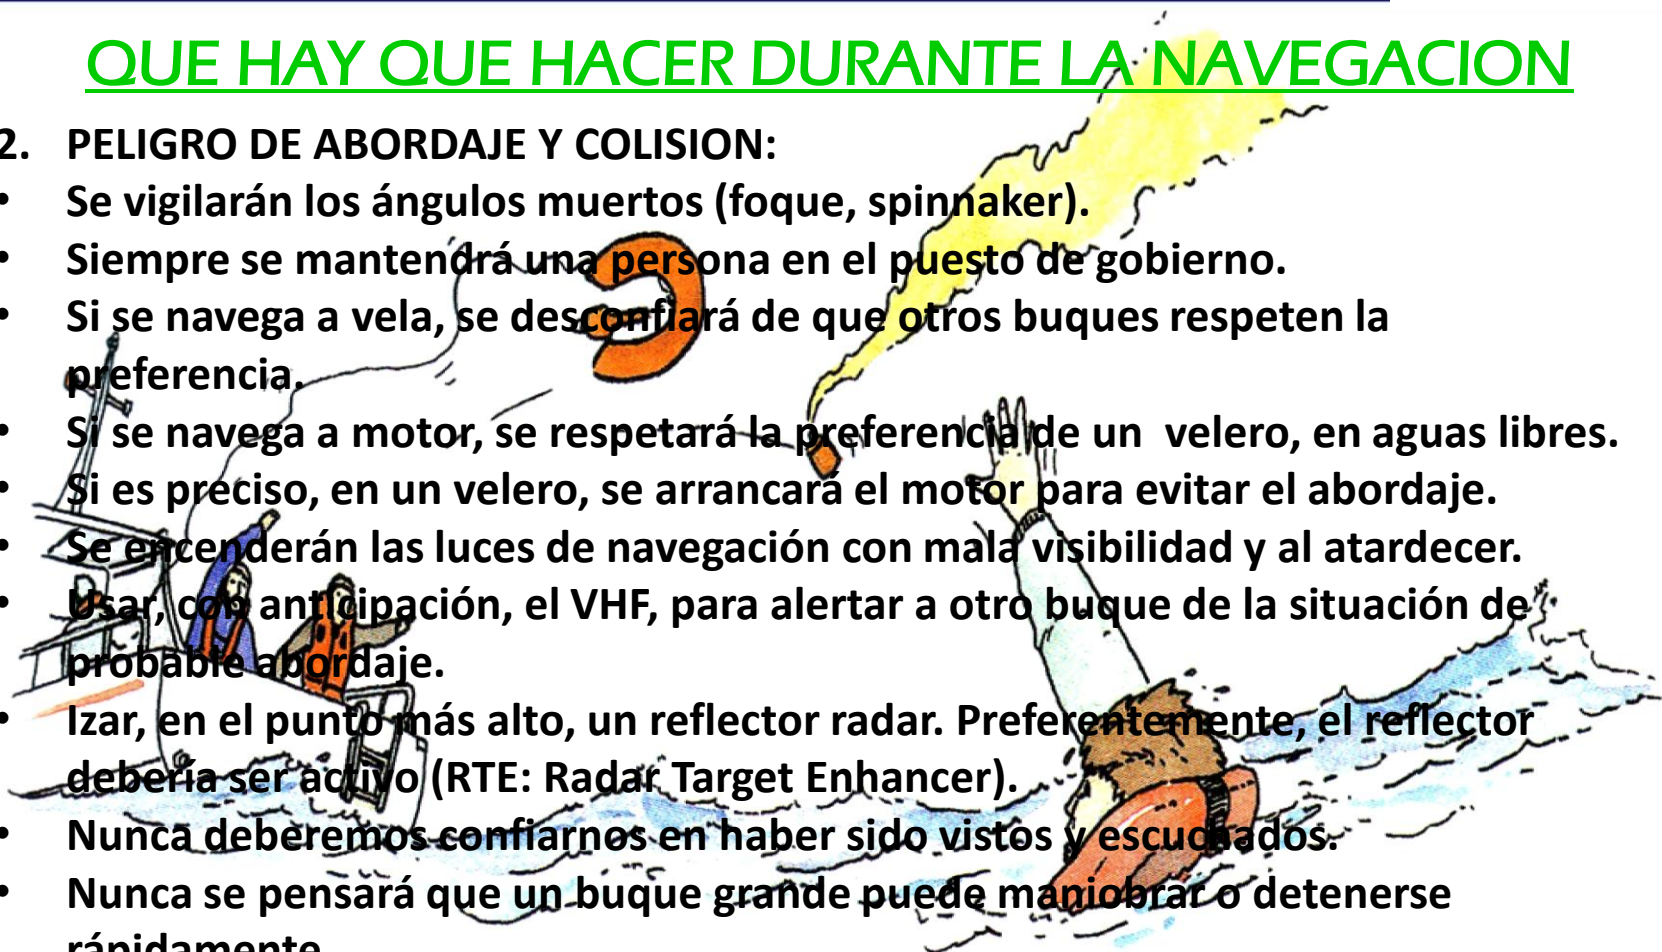 QUE HAY QUE HACER DURANTE LA NAVEGACION
2. PELIGRO DE ABORDAJE Y COLISION:
• Se vigilarán los ángulos muertos (foque, spinnaker).
• Siempre se mantendrá una persona en el puesto de gobierno.
• Si se navega a vela, se desconfiará de que otros buques respeten la
preferencia.
• Si se navega a motor, se respetará la preferencia de un velero, en aguas libres.
• Si es preciso, en un velero, se arrancará el motor para evitar el abordaje.
• Se encenderán las luces de navegación con mala visibilidad y al atardecer.
• Usar, con anticipación, el VHF, para alertar a otro buque de la situación de
probable abordaje.
• Izar, en el punto más alto, un reflector radar. Preferentemente, el reflector
debería ser activo (RTE: Radar Target Enhancer).
• Nunca deberemos confiarnos en haber sido vistos y escuchados.
• Nunca se pensará que un buque grande puede maniobrar o detenerse
rápidamente